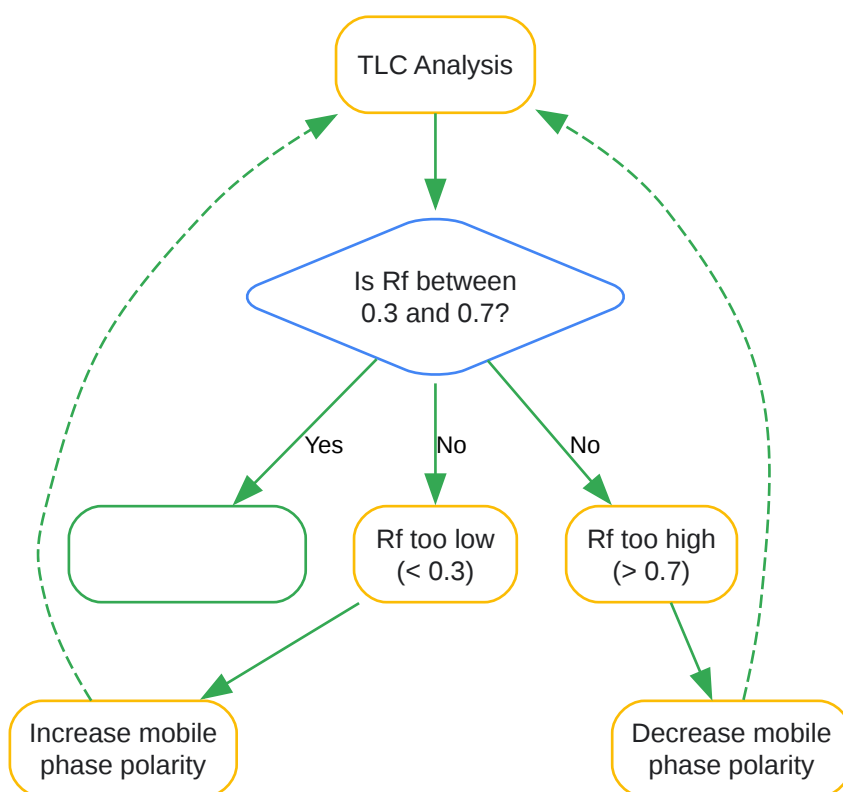 TLC Analysis
Is Rf between
0.3 and 0.7?
Yes
No
No
Rf too low
(< 0.3)
Rf too high
(> 0.7)
Increase mobile
phase polarity
Decrease mobile
phase polarity